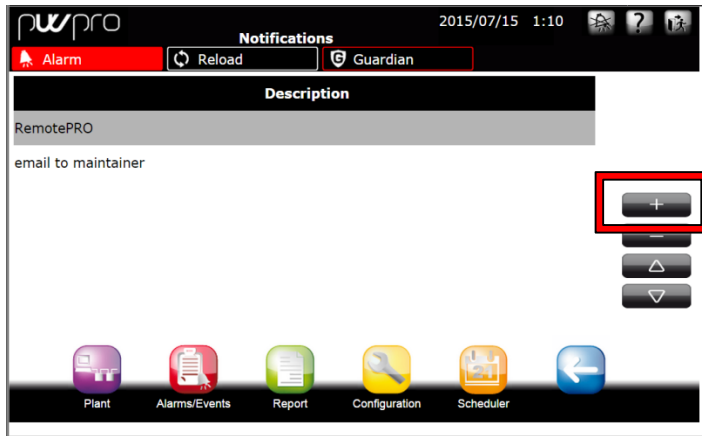 pwpro
Notifications
2015/07/15 1:10
?
Alarm
Reload
G Guardian
Description
RemotePRO
email to maintainer
+
−
Plant
Alarms/Events
Report
Configuration
Scheduler